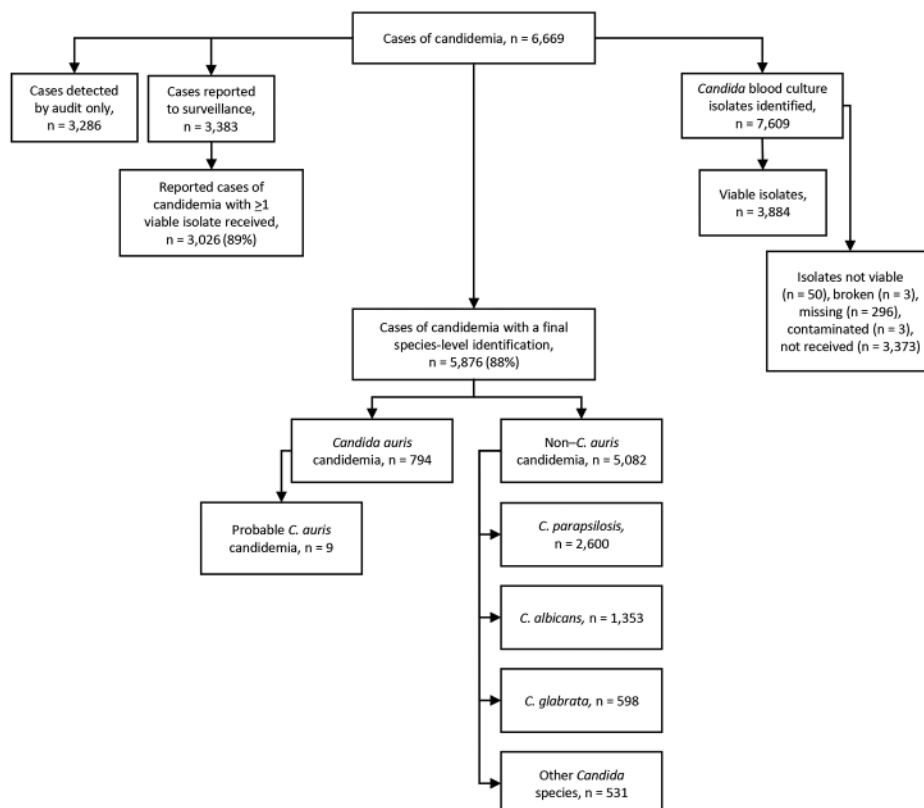 Cases of candidemia, n = 6,669
Cases detected
by audit only,
n = 3,286
Cases reported
to surveillance,
n = 3,383
Candida blood culture
isolates identified,
n = 7,609
Reported cases of
candidemia with ≥1
viable isolate received,
n = 3,026 (89%)
Viable isolates,
n = 3,884
Isolates not viable
(n = 50), broken (n = 3),
missing (n = 296),
contaminated (n = 3),
not received (n = 3,373)
Cases of candidemia with a final
species-level identification,
n = 5,876 (88%)
Candida auris
candidemia, n = 794
Non–C. auris
candidemia, n = 5,082
Probable C. auris
candidemia, n = 9
C. parapsilosis,
n = 2,600
C. albicans, n = 1,353
C. glabrata, n = 598
Other Candida
species, n = 531